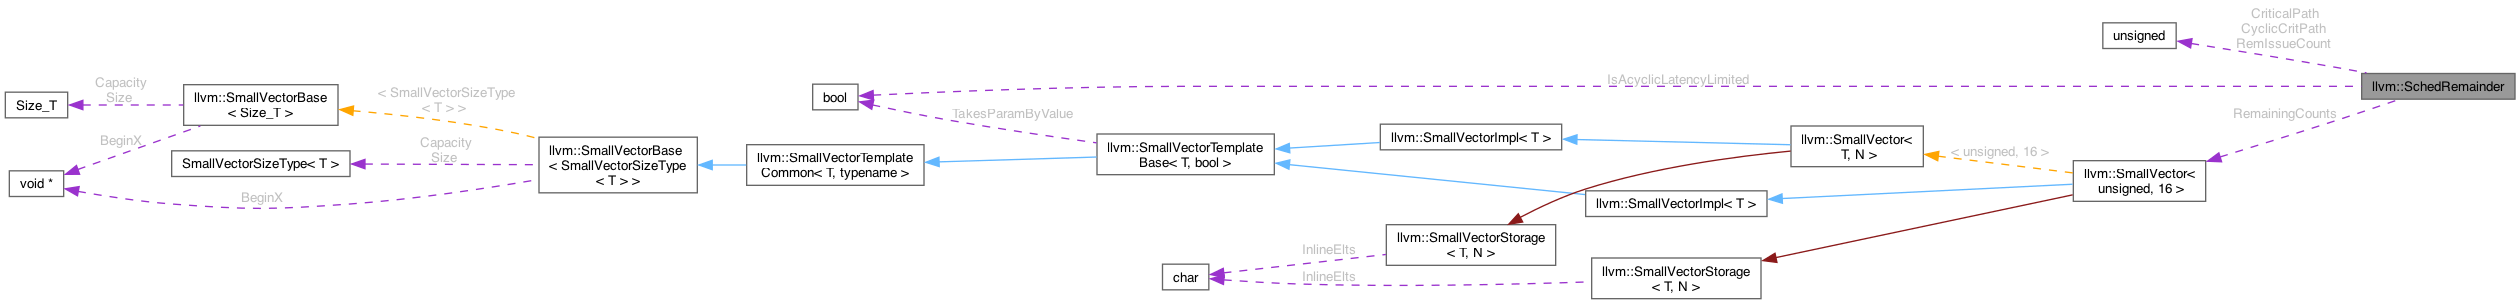 Size_T
void *
Capacity
Size
BeginX
llvm::SmallVectorBase
< Size_T >
SmallVectorSizeType< T >
< SmallVectorSizeType
< T > >
Capacity
Size
BeginX
llvm::SmallVectorBase
< SmallVectorSizeType
< T > >
llvm::SmallVectorTemplate
Common< T, typename >
bool
TakesParamByValue
llvm::SmallVectorTemplate
Base< T, bool >
char
InlineElts
InlineElts
llvm::SmallVectorImpl< T >
llvm::SmallVectorStorage
< T, N >
llvm::SmallVectorImpl< T >
llvm::SmallVectorStorage
< T, N >
IsAcyclicLatencyLimited
llvm::SmallVector<
T, N >
< unsigned, 16 >
llvm::SmallVector<
unsigned, 16 >
unsigned
CriticalPath
CyclicCritPath
RemIssueCount
RemainingCounts
llvm::SchedRemainder